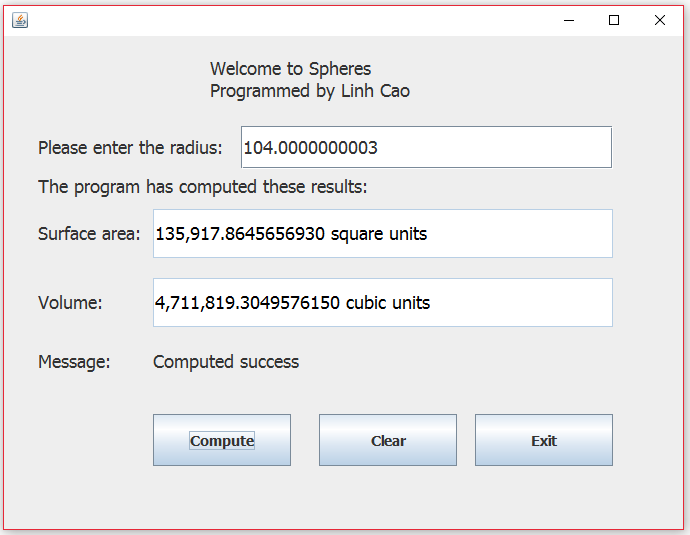 Welcome to Spheres
Programmed by Linh Cao
Please enter the radius: 104.0000000003
The program has computed these results:
Surface area: 135,917.8645656930 square units
Volume: 4,711,819.3049576150 cubic units
Message: Computed success
Compute Clear Exit